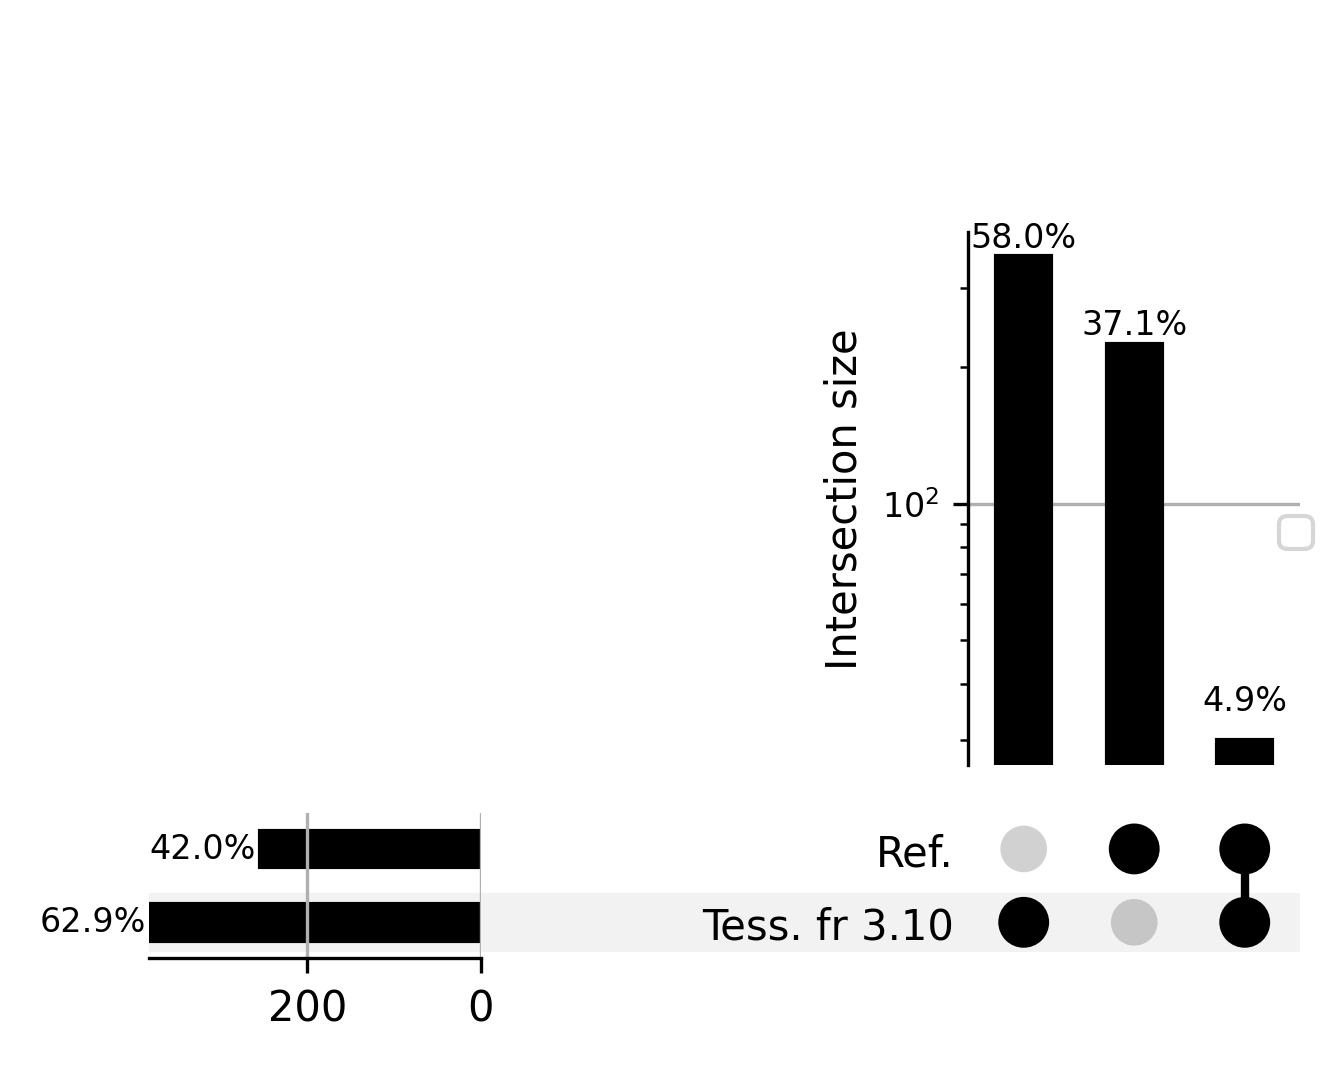 58.0%
37.1%
Intersection size
10²
4.9%
42.0%
Ref.
62.9%
Tess. fr 3.10
200
0